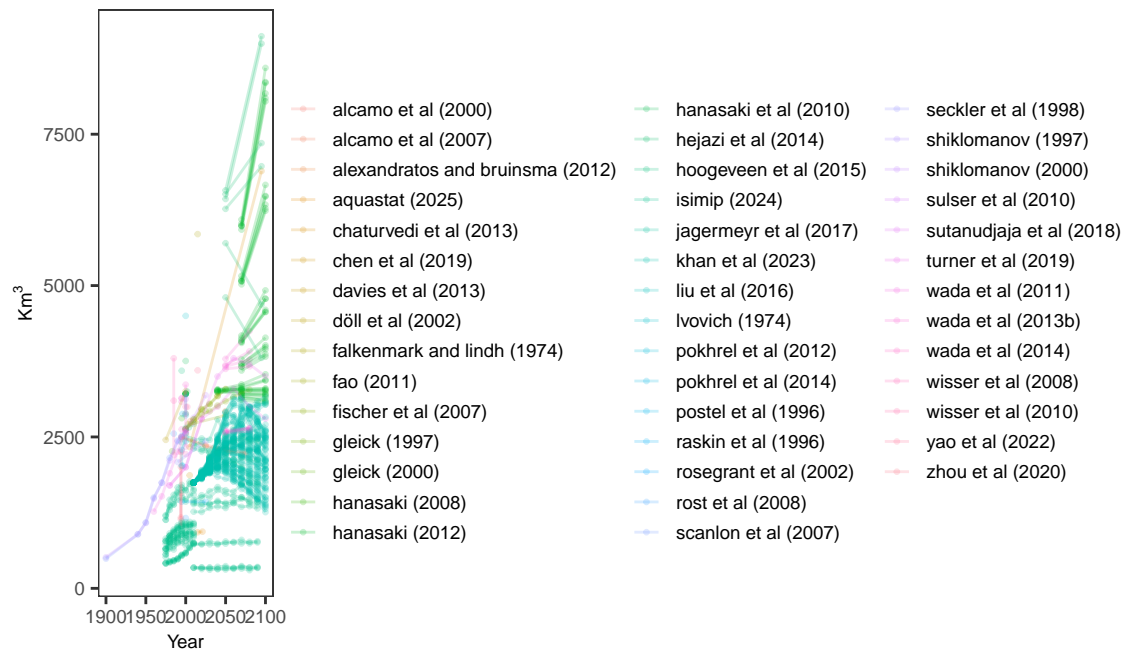 7500
5000
2500
0
Km3
19001950200020502100
Year
alcamo et al (2000)
alcamo et al (2007)
alexandratos and bruinsma (2012)
aquastat (2025)
chaturvedi et al (2013)
chen et al (2019)
davies et al (2013)
döll et al (2002)
falkenmark and lindh (1974)
fao (2011)
fischer et al (2007)
gleick (1997)
gleick (2000)
hanasaki (2008)
hanasaki (2012)
hanasaki et al (2010)
hejazi et al (2014)
hoogeveen et al (2015)
isimip (2024)
jagermeyr et al (2017)
khan et al (2023)
liu et al (2016)
lvovich (1974)
pokhrel et al (2012)
pokhrel et al (2014)
postel et al (1996)
raskin et al (1996)
rosegrant et al (2002)
rost et al (2008)
scanlon et al (2007)
seckler et al (1998)
shiklomanov (1997)
shiklomanov (2000)
sulser et al (2010)
sutanudjaja et al (2018)
turner et al (2019)
wada et al (2011)
wada et al (2013b)
wada et al (2014)
wisser et al (2008)
wisser et al (2010)
yao et al (2022)
zhou et al (2020)